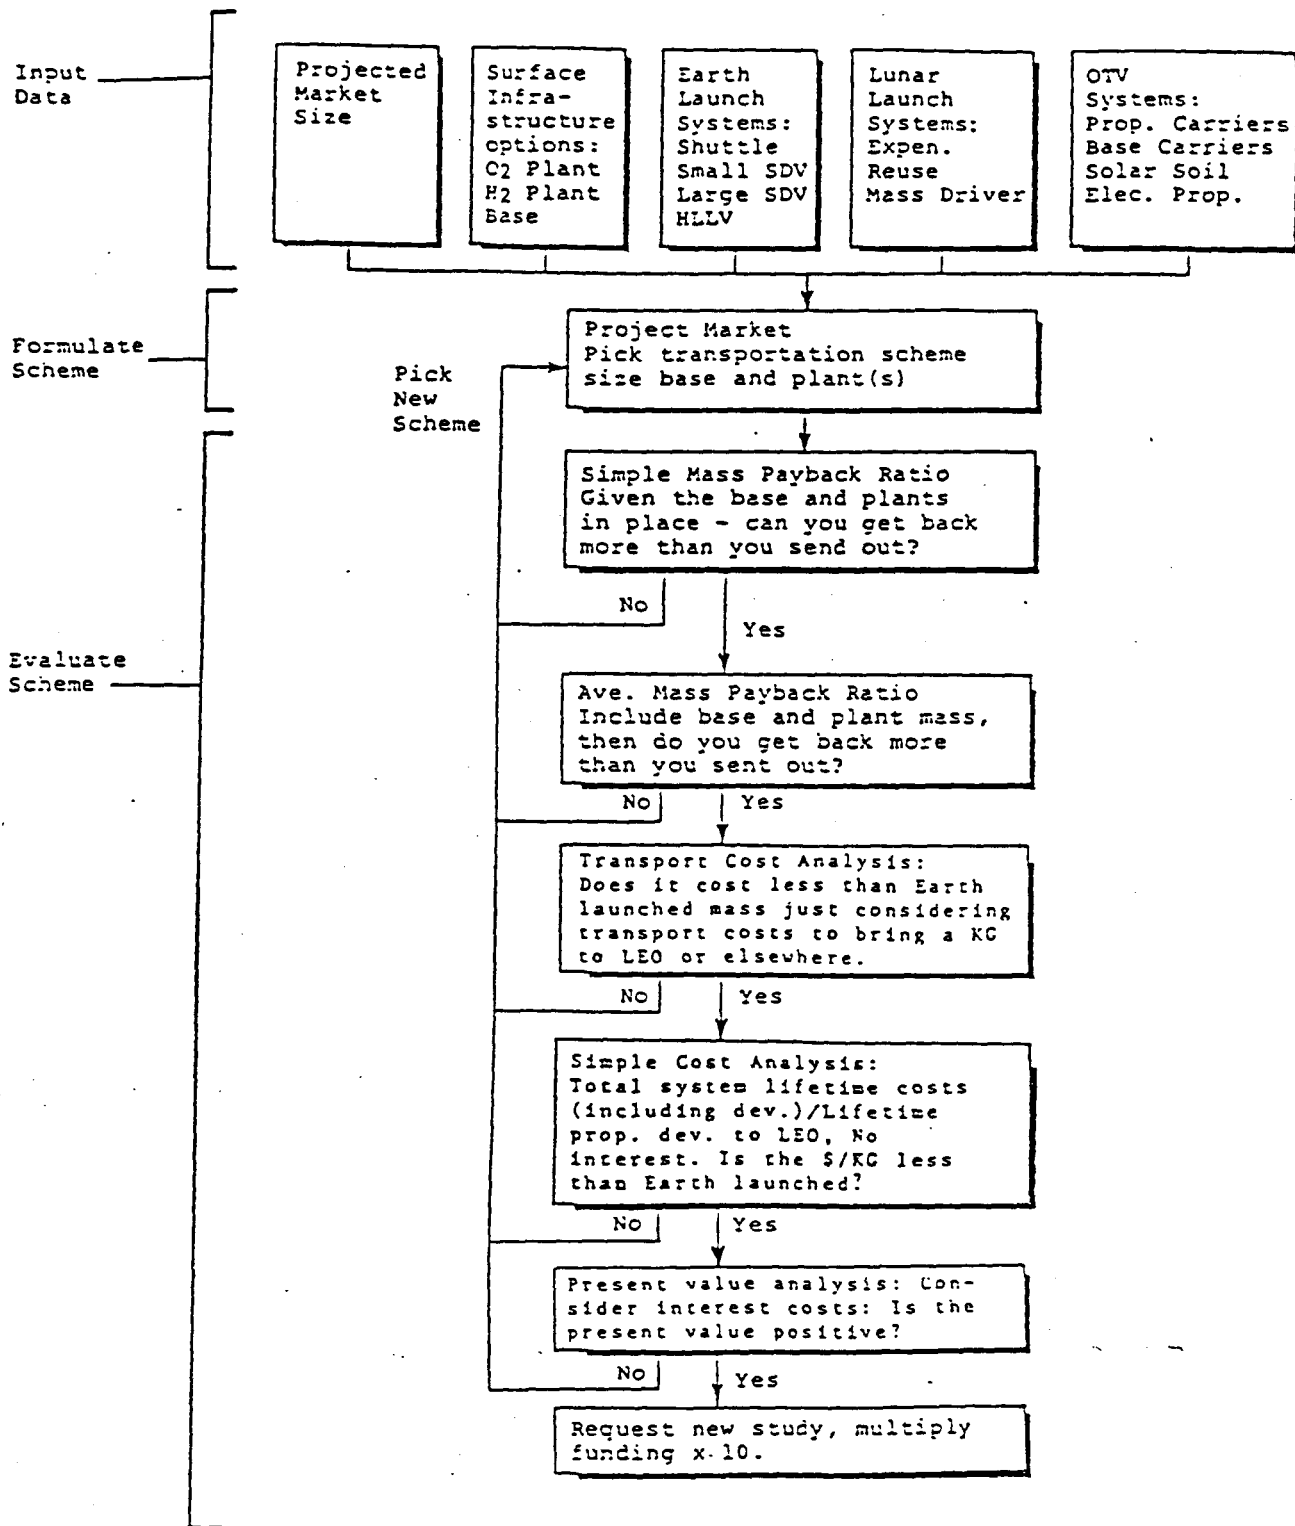 Input
Data
Projected
Market
Size
Surface
Infra-
structure
options:
O2 Plant
H2 Plant
Base
Earth
Launch
Systems:
Shuttle
Small SDV
Large SDV
HLLV
Lunar
Launch
Systems:
Expen.
Reuse
Mass Driver
OTV
Systems:
Prop. Carriers
Base Carriers
Solar Soil
Elec. Prop.
Formulate
Scheme
Pick
New
Scheme
Project Market
Pick transportation scheme
size base and plant(s)
Simple Mass Payback Ratio
Given the base and plants
in place - can you get back
more than you send out?
No
Yes
Evaluate
Scheme
Ave. Mass Payback Ratio
Include base and plant mass,
then do you get back more
than you sent out?
No
Yes
Transport Cost Analysis:
Does it cost less than Earth
launched mass just considering
transport costs to bring a KG
to LEO or elsewhere.
No
Yes
Simple Cost Analysis:
Total system lifetime costs
(including dev.)/Lifetime
prop. dev. to LEO, No
interest. Is the $/KG less
than Earth launched?
No
Yes
Present value analysis: Con-
sider interest costs: Is the
present value positive?
No
Yes
Request new study, multiply
funding x 10.